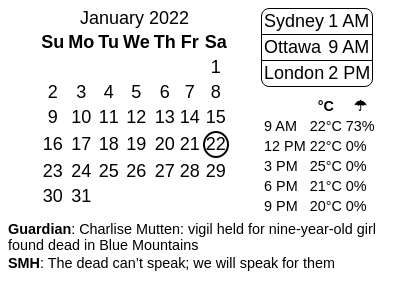 January 2022
Su Mo Tu We Th Fr Sa
1
2 3 4 5 6 7 8
9 10 11 12 13 14 15
16 17 18 19 20 21 22
23 24 25 26 27 28 29
30 31
Sydney 1 AM
Ottawa 9 AM
London 2 PM
°C ☂
9 AM 22°C 73%
12 PM 22°C 0%
3 PM 25°C 0%
6 PM 21°C 0%
9 PM 20°C 0%
Guardian: Charlise Mutten: vigil held for nine-year-old girl
found dead in Blue Mountains
SMH: The dead can’t speak; we will speak for them